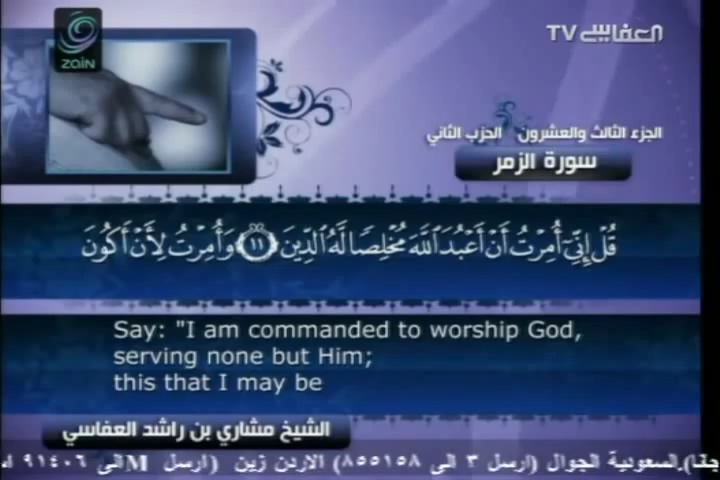 zain
العفاسي TV
الجزء الثالث والعشرون الحزب الثاني
سورة الزمر
قُلْ إِنِّىٓ أُمِرْتُ أَنْ أَعْبُدَ ٱللَّهَ مُخْلِصًا لَّهُ ٱلدِّينَ ١١ وَأُمِرْتُ لِأَنْ أَكُونَ
Say: "I am commanded to worship God,
serving none but Him;
this that I may be
الشيخ مشاري بن راشد العفاسي
السعودية الجوال (ارسل ٣ الى ٨٥٥١٥٨) الاردن زين (ارسل M الى ٩١٤٠٦